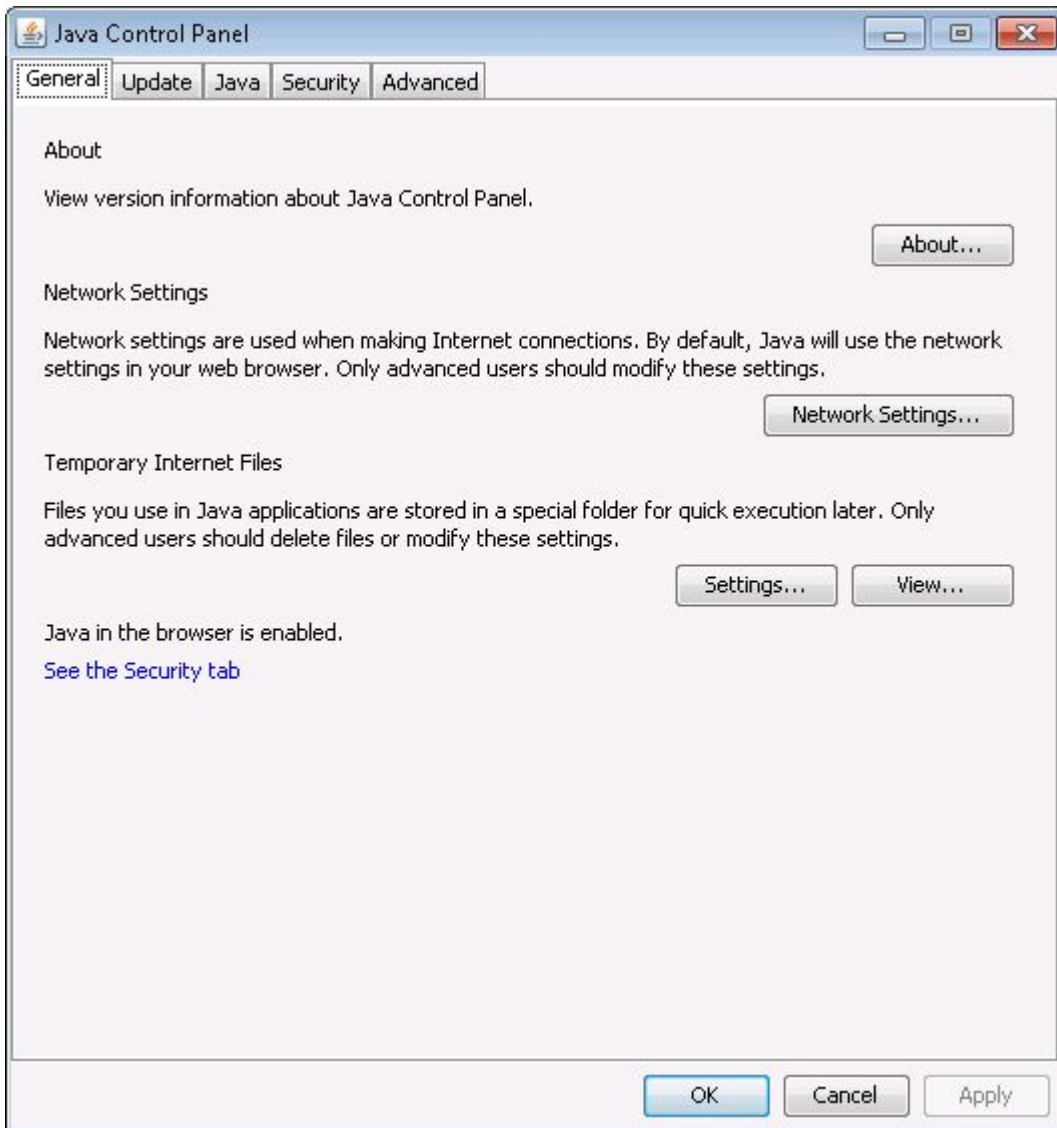 Java Control Panel
General
Update
Java
Security
Advanced
About
View version information about Java Control Panel.
About...
Network Settings
Network settings are used when making Internet connections. By default, Java will use the network
settings in your web browser. Only advanced users should modify these settings.
Network Settings...
Temporary Internet Files
Files you use in Java applications are stored in a special folder for quick execution later. Only
advanced users should delete files or modify these settings.
Settings...
View...
Java in the browser is enabled.
See the Security tab
OK
Cancel
Apply